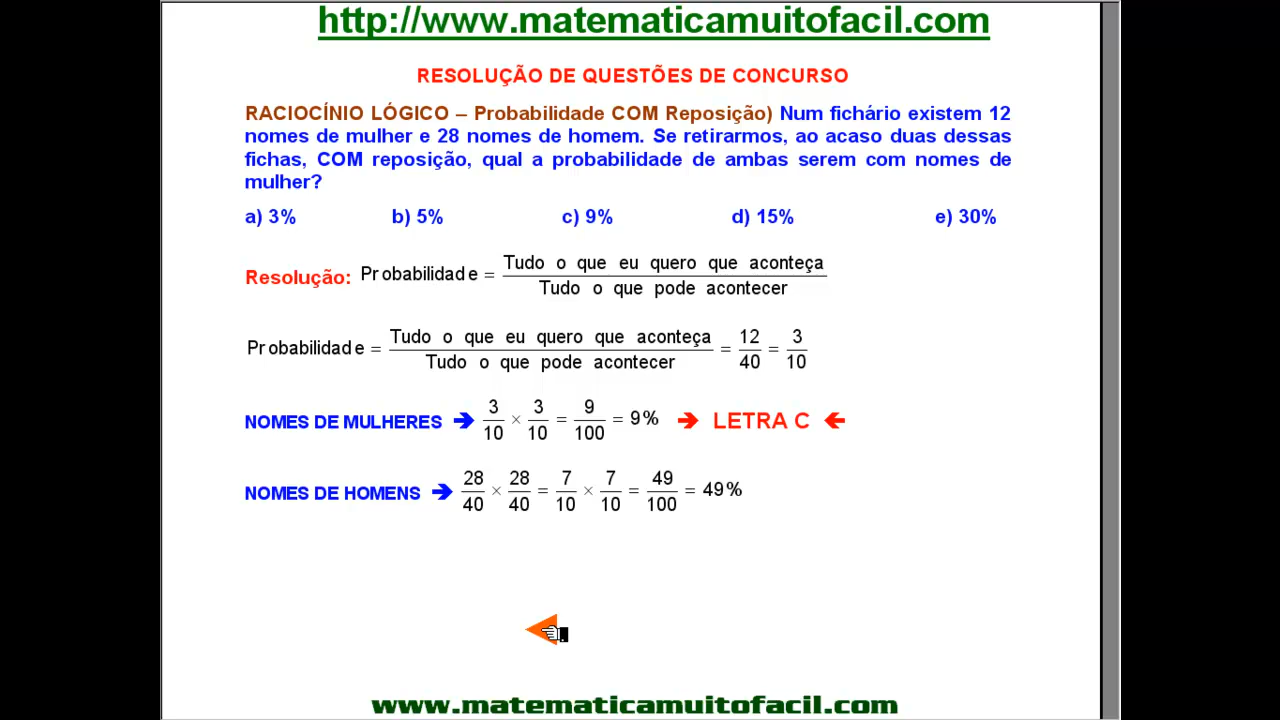 http://www.matematicamuitofacil.com
RESOLUÇÃO DE QUESTÕES DE CONCURSO
RACIOCÍNIO LÓGICO – Probabilidade COM Reposição) Num fichário existem 12
nomes de mulher e 28 nomes de homem. Se retirarmos, ao acaso duas dessas
fichas, COM reposição, qual a probabilidade de ambas serem com nomes de
mulher?
a) 3% b) 5% c) 9% d) 15% e) 30%
Resolução: Probabilidade = Tudo o que eu quero que aconteça / Tudo o que pode acontecer
Probabilidade = Tudo o que eu quero que aconteça / Tudo o que pode acontecer = 12/40 = 3/10
NOMES DE MULHERES ➔ 3/10 × 3/10 = 9/100 = 9% ➔ LETRA C 🡨
NOMES DE HOMENS ➔ 28/40 × 28/40 = 7/10 × 7/10 = 49/100 = 49%
www.matematicamuitofacil.com